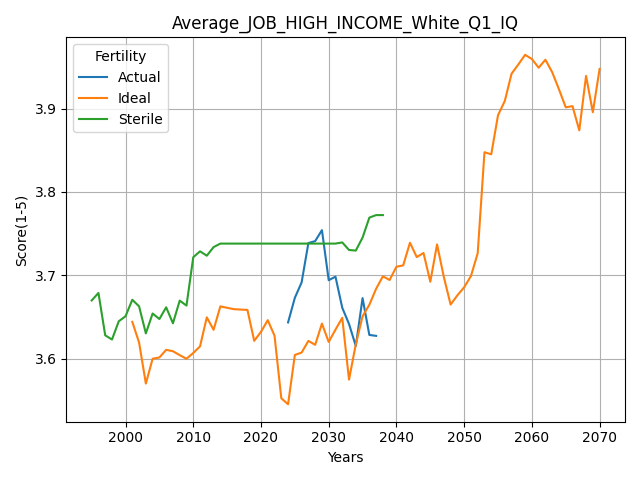 Average_JOB_HIGH_INCOME_White_Q1_IQ
Fertility
Actual
Ideal
Sterile
Score(1-5)
3.9
3.8
3.7
3.6
2000 2010 2020 2030 2040 2050 2060 2070
Years